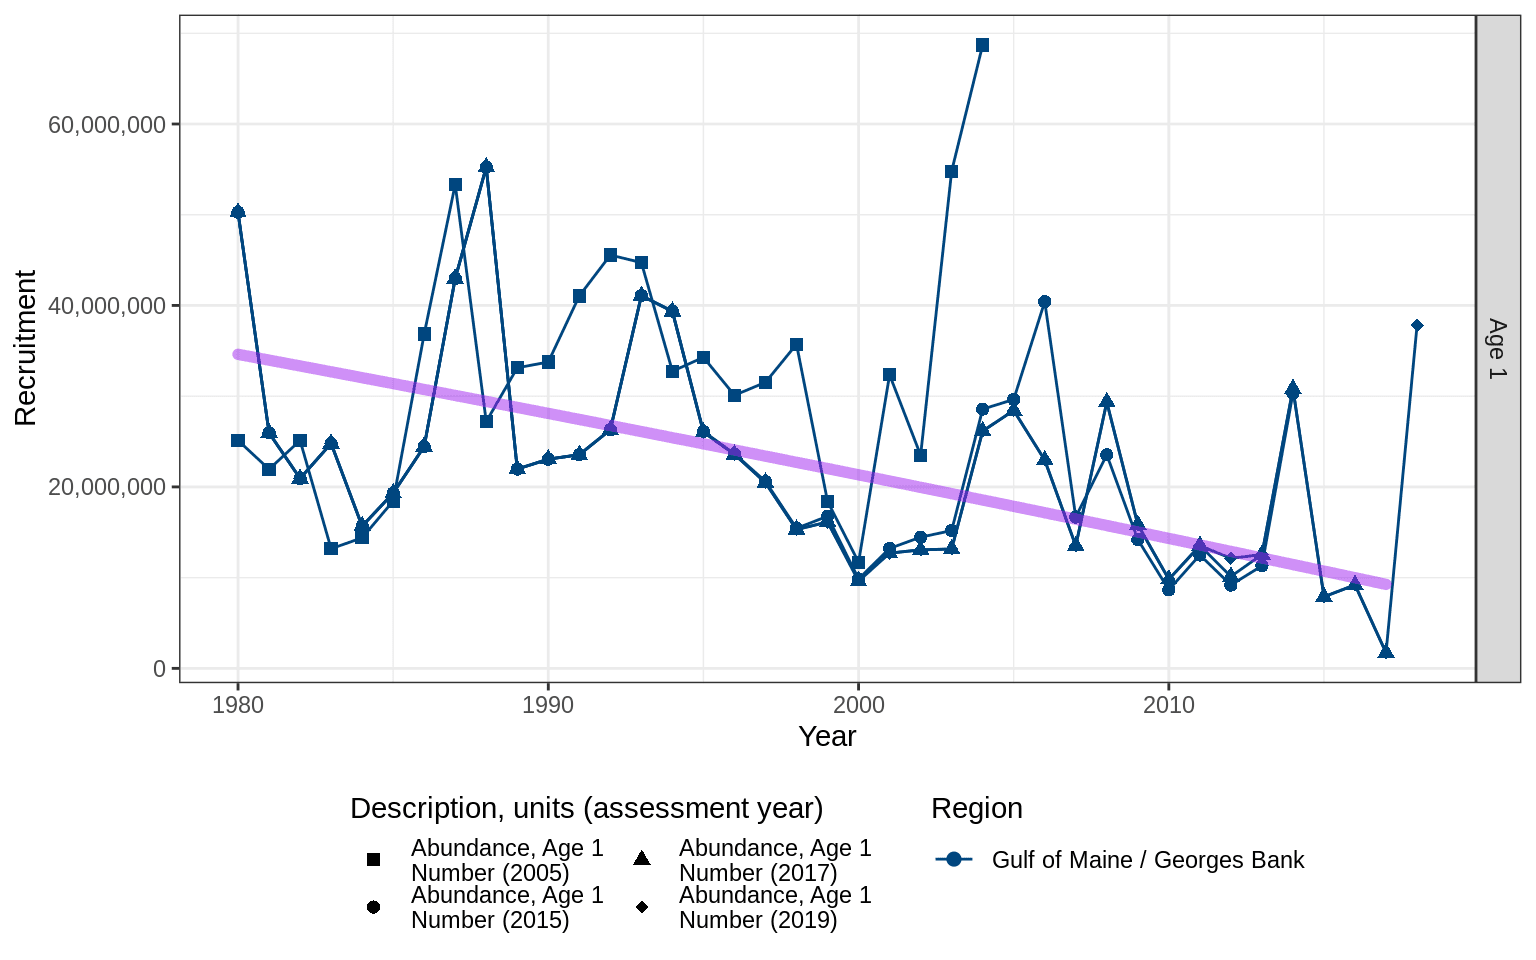 60,000,000
40,000,000
20,000,000
0
Recruitment
Age 1
1980 1990 2000 2010
Year
Description, units (assessment year)
Abundance, Age 1
Number (2005)
Abundance, Age 1
Number (2015)
Abundance, Age 1
Number (2017)
Abundance, Age 1
Number (2019)
Region
Gulf of Maine / Georges Bank